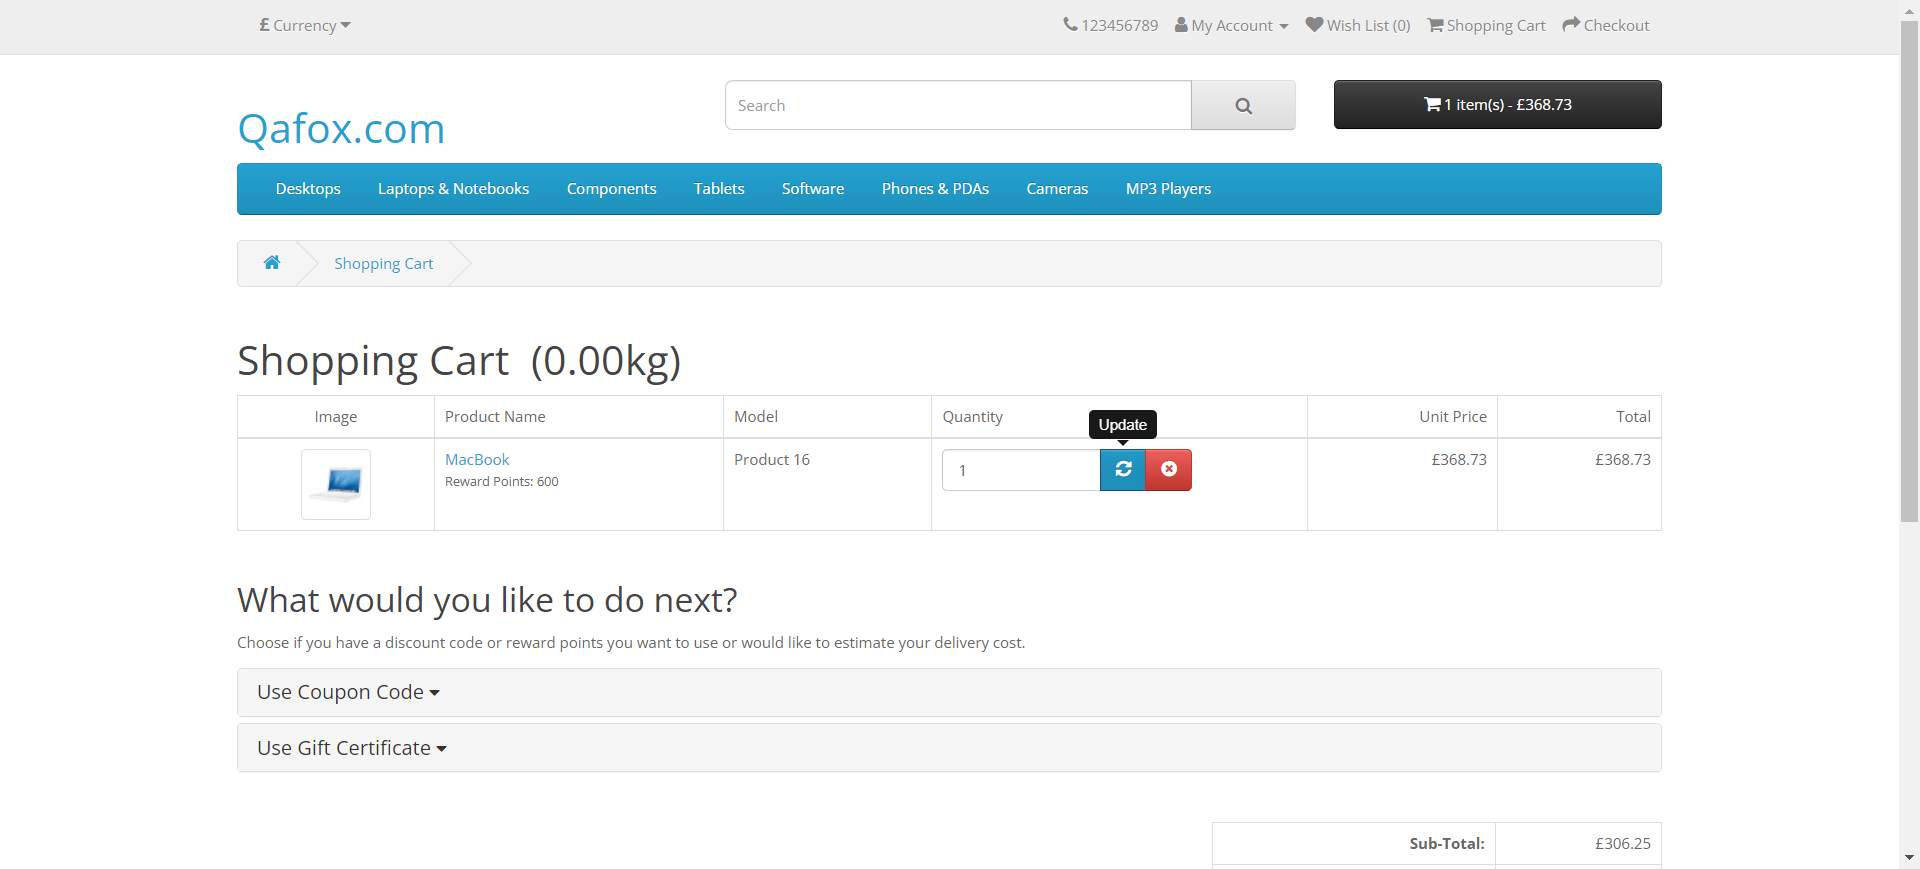 £ Currency
123456789 My Account Wish List (0) Shopping Cart Checkout
Search
1 item(s) - £368.73
Qafox.com
Desktops Laptops & Notebooks Components Tablets Software Phones & PDAs Cameras MP3 Players
Shopping Cart
Shopping Cart (0.00kg)
Image Product Name Model Quantity Unit Price Total
Update
MacBook Product 16 1 £368.73 £368.73
Reward Points: 600
What would you like to do next?
Choose if you have a discount code or reward points you want to use or would like to estimate your delivery cost.
Use Coupon Code
Use Gift Certificate
Sub-Total: £306.25